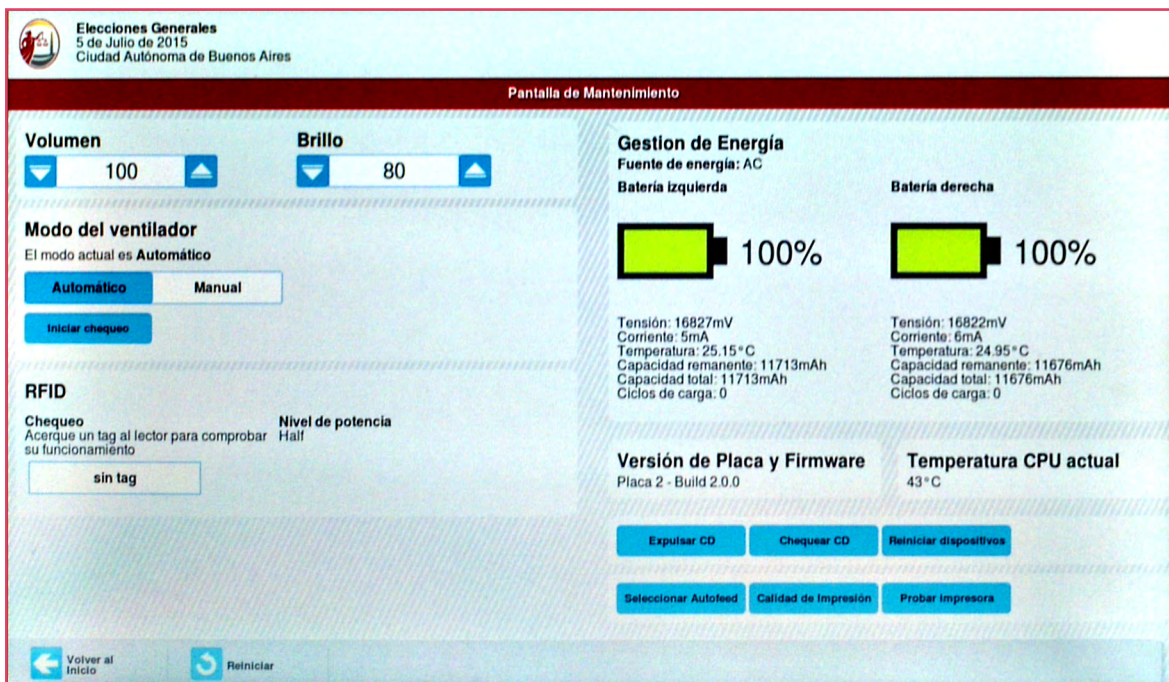 Elecciones Generales
5 de Julio de 2015
Ciudad Autónoma de Buenos Aires
Pantalla de Mantenimiento
Volumen
100
Brillo
80
Modo del ventilador
El modo actual es Automático
Automático
Manual
Iniciar chequeo
RFID
Chequeo
Acerque un tag al lector para comprobar
su funcionamiento
sin tag
Nivel de potencia
Half
Gestion de Energía
Fuente de energía: AC
Batería izquierda
100%
Tensión: 16827mV
Corriente: 5mA
Temperatura: 25.15°C
Capacidad remanente: 11713mAh
Capacidad total: 11713mAh
Ciclos de carga: 0
Batería derecha
100%
Tensión: 16822mV
Corriente: 6mA
Temperatura: 24.95°C
Capacidad remanente: 11676mAh
Capacidad total: 11676mAh
Ciclos de carga: 0
Versión de Placa y Firmware
Placa 2 - Build 2.0.0
Temperatura CPU actual
43°C
Expulsar CD
Chequear CD
Reiniciar dispositivos
Seleccionar Autofeed
Calidad de Impresión
Probar impresora
Volver al
Inicio
Reiniciar